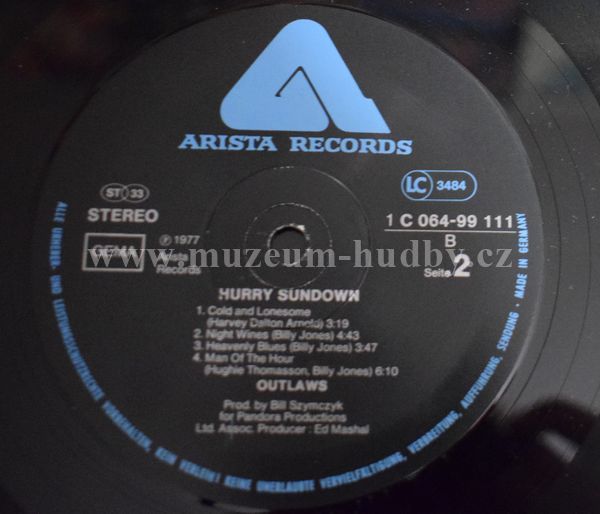 ARISTA RECORDS
ST 33
STEREO
GEMA
℗ 1977
Arista
Records
LC 3484
1 C 064-99 111
B
Seite 2
www.muzeum-hudby.cz
HURRY SUNDOWN
1. Cold and Lonesome
(Harvey Dalton Arnold) 3:19
2. Night Wines (Billy Jones) 4:43
3. Heavenly Blues (Billy Jones) 3:47
4. Man Of The Hour
(Hughie Thomasson, Billy Jones) 6:10
OUTLAWS
Prod. by Bill Szymczyk
for Pandora Productions
Ltd. Assoc. Producer : Ed Mashal
ALLE URHEBER- UND LEISTUNGSSCHUTZRECHTE VORBEHALTEN. KEIN VERLEIH! KEINE UNERLAUBTE VERVIELFÄLTIGUNG, VERMIETUNG, AUFFÜHRUNG, SENDUNG · MADE IN GERMANY